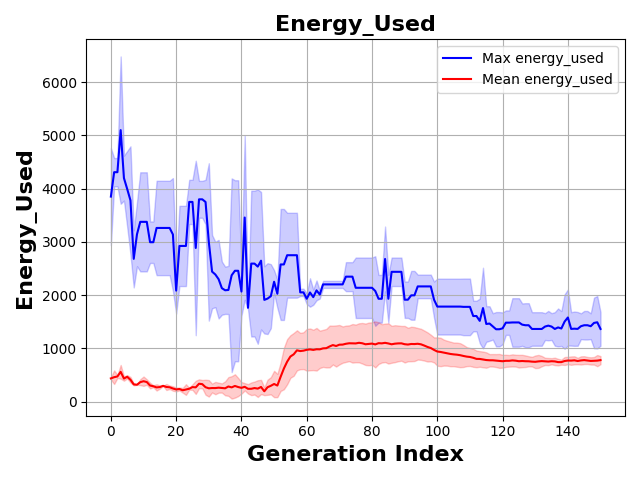 Energy_Used
Max energy_used
Mean energy_used
Energy_Used
6000
5000
4000
3000
2000
1000
0
0 20 40 60 80 100 120 140
Generation Index